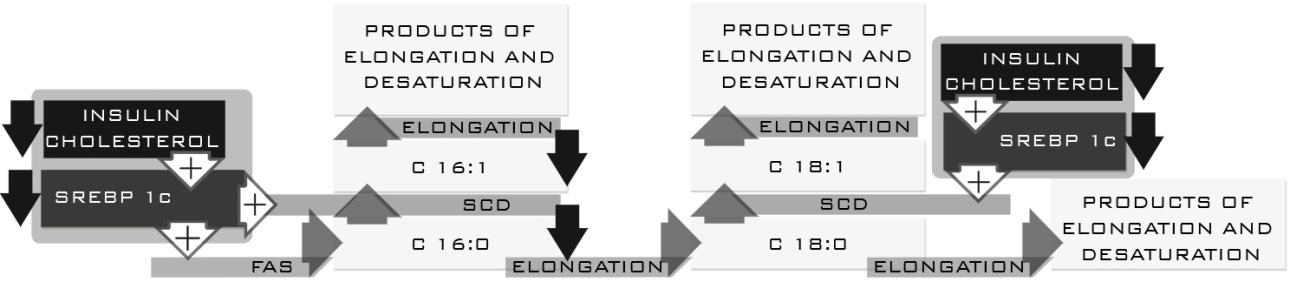 INSULIN
CHOLESTEROL
SREBP 1c
FAS
PRODUCTS OF
ELONGATION AND
DESATURATION
ELONGATION
C 16:1
SCD
C 16:0
ELONGATION
PRODUCTS OF
ELONGATION AND
DESATURATION
ELONGATION
C 18:1
SCD
C 18:0
ELONGATION
INSULIN
CHOLESTEROL
SREBP 1c
PRODUCTS OF
ELONGATION AND
DESATURATION